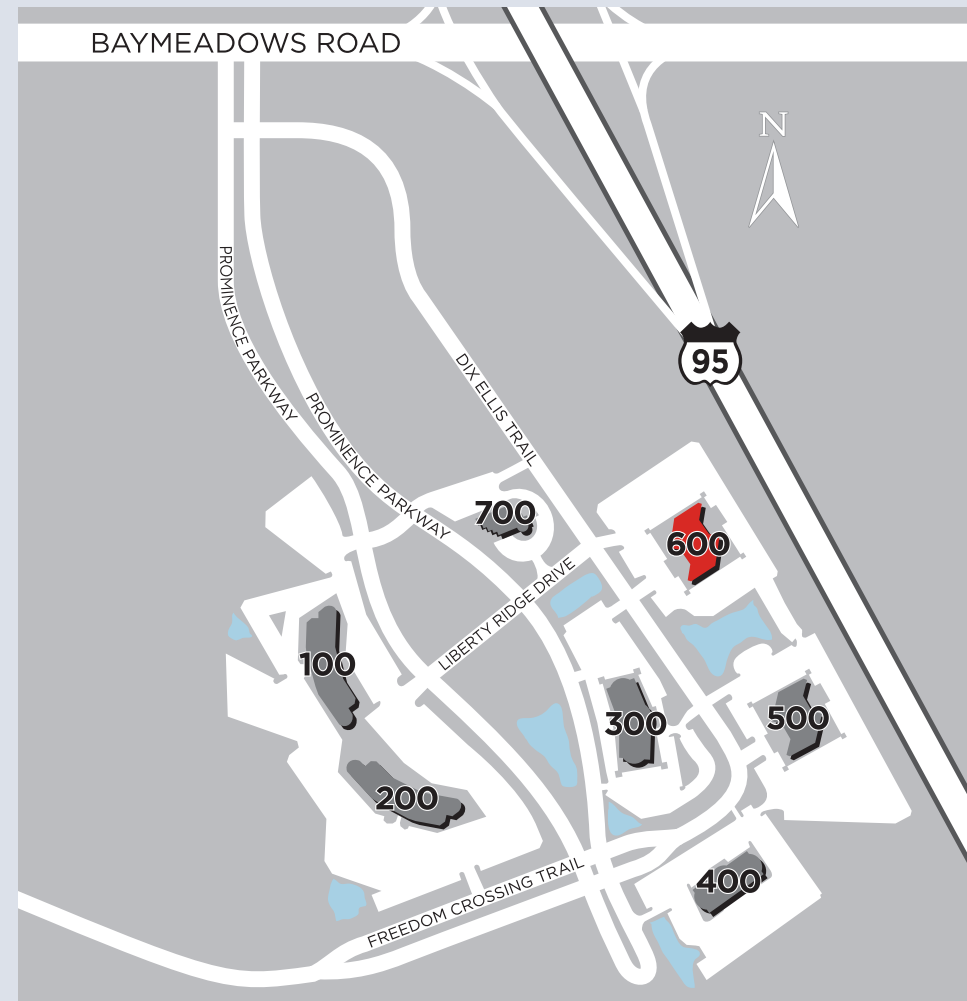 BAYMEADOWS ROAD
N
PROMINENCE PARKWAY
95
DIX ELLIS TRAIL
PROMINENCE PARKWAY
700
600
LIBERTY RIDGE DRIVE
100
300
500
200
400
FREEDOM CROSSING TRAIL